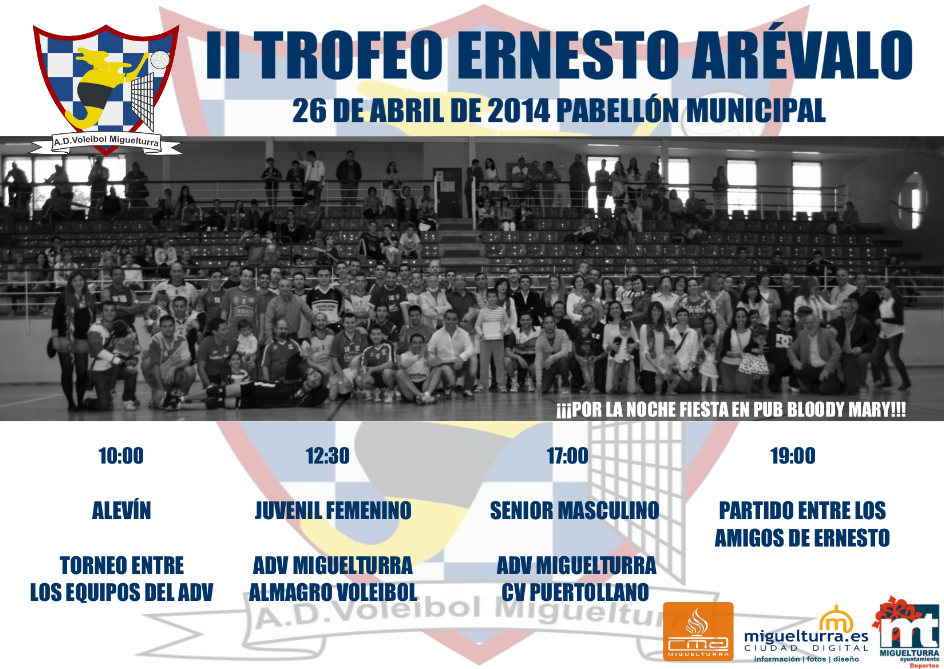 II TROFEO ERNESTO ARÉVALO
26 DE ABRIL DE 2014 PABELLÓN MUNICIPAL
A.D.Voleibol Miguelturra
¡¡¡POR LA NOCHE FIESTA EN PUB BLOODY MARY!!!
10:00
ALEVÍN
TORNEO ENTRE
LOS EQUIPOS DEL ADV
12:30
JUVENIL FEMENINO
ADV MIGUELTURRA
ALMAGRO VOLEIBOL
17:00
SENIOR MASCULINO
ADV MIGUELTURRA
CV PUERTOLLANO
19:00
PARTIDO ENTRE LOS
AMIGOS DE ERNESTO
A.D.Voleibol Miguelturra
cma
MIGUELTURRA
miguelturra.es
CIUDAD DIGITAL
información | fotos | diseño
mt
MIGUELTURRA
ayuntamiento
Deportes